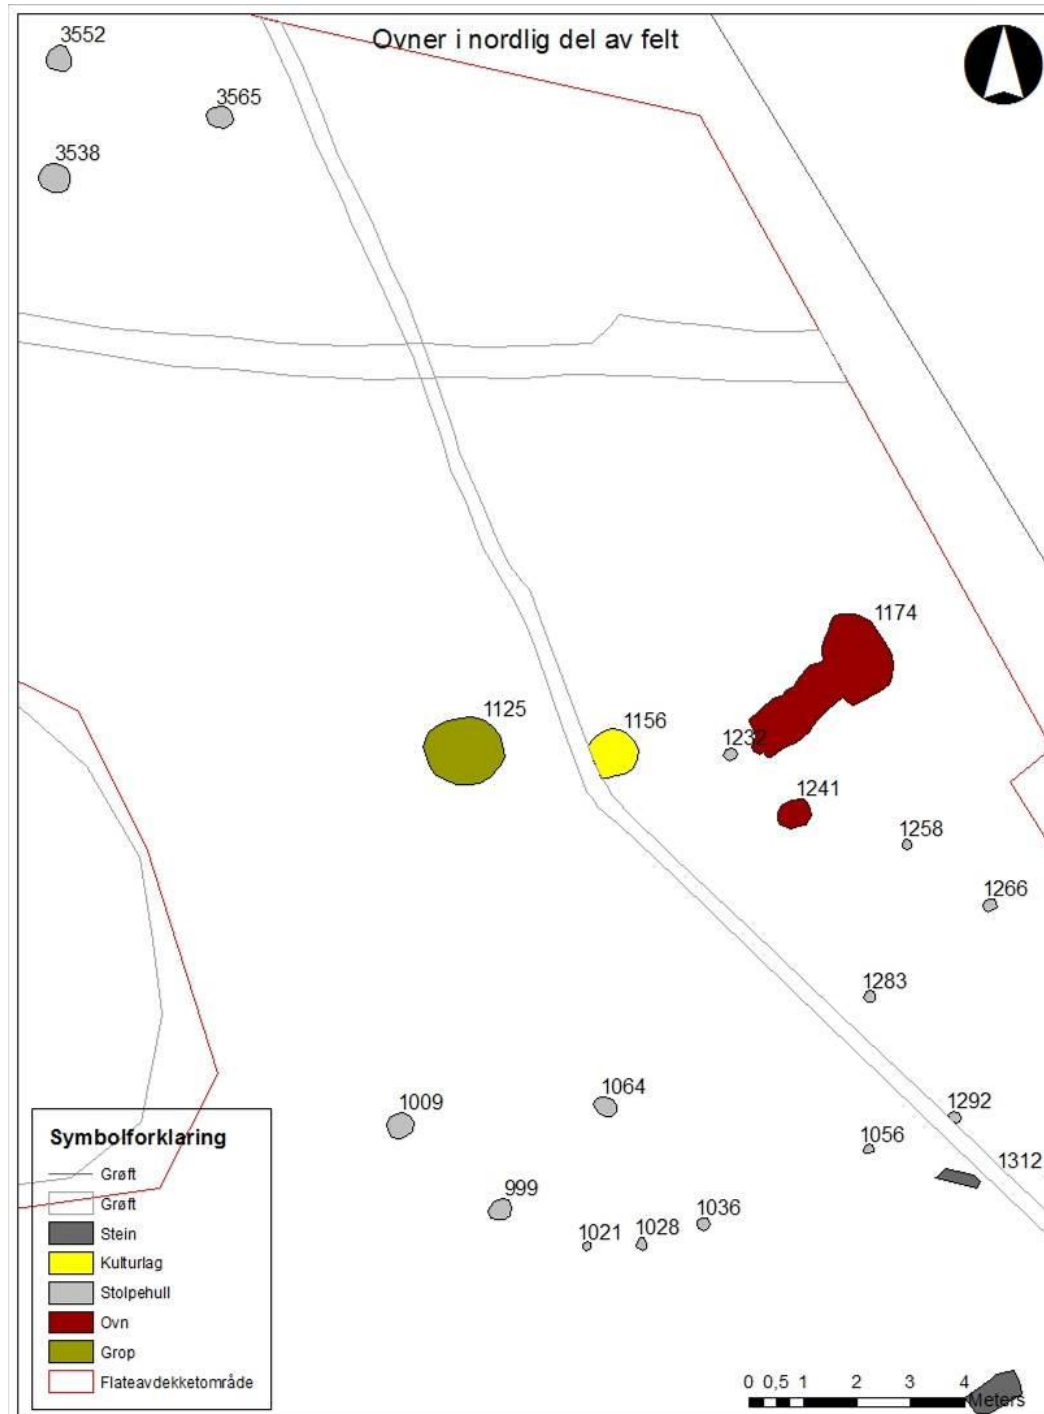 Ovner i nordlig del av felt
3552
3565
3538
1174
1125
1156
1232
1241
1258
1266
1283
1009
1064
1292
1056
1312
999
1036
1021
1028
Symbolforklaring
Grøft
Grøft
Stein
Kulturlag
Stolpehull
Ovn
Grop
Flateavdekketområde
0 0,5 1 2 3 4
Meters